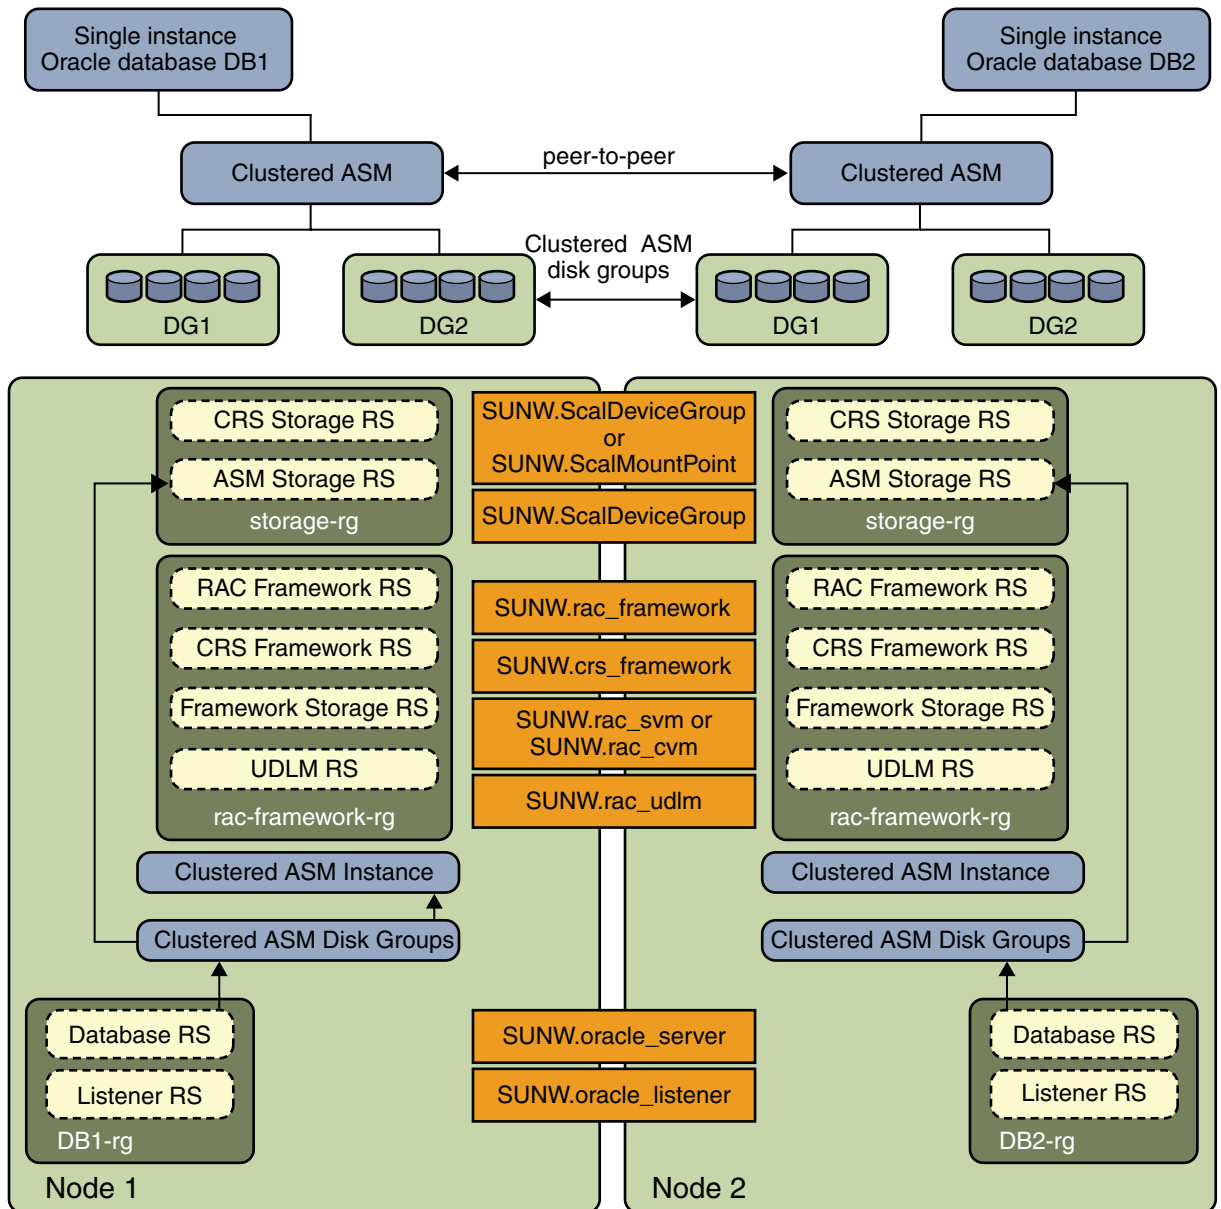 Single instance
Oracle database DB1
Single instance
Oracle database DB2
Clustered ASM
peer-to-peer
Clustered ASM
Clustered ASM
disk groups
DG1
DG2
DG1
DG2
CRS Storage RS
ASM Storage RS
storage-rg
SUNW.ScalDeviceGroup
or
SUNW.ScalMountPoint
SUNW.ScalDeviceGroup
CRS Storage RS
ASM Storage RS
storage-rg
RAC Framework RS
CRS Framework RS
Framework Storage RS
UDLM RS
rac-framework-rg
SUNW.rac_framework
SUNW.crs_framework
SUNW.rac_svm or
SUNW.rac_cvm
SUNW.rac_udlm
RAC Framework RS
CRS Framework RS
Framework Storage RS
UDLM RS
rac-framework-rg
Clustered ASM Instance
Clustered ASM Disk Groups
Clustered ASM Instance
Clustered ASM Disk Groups
Database RS
Listener RS
DB1-rg
Node 1
SUNW.oracle_server
SUNW.oracle_listener
Database RS
Listener RS
DB2-rg
Node 2